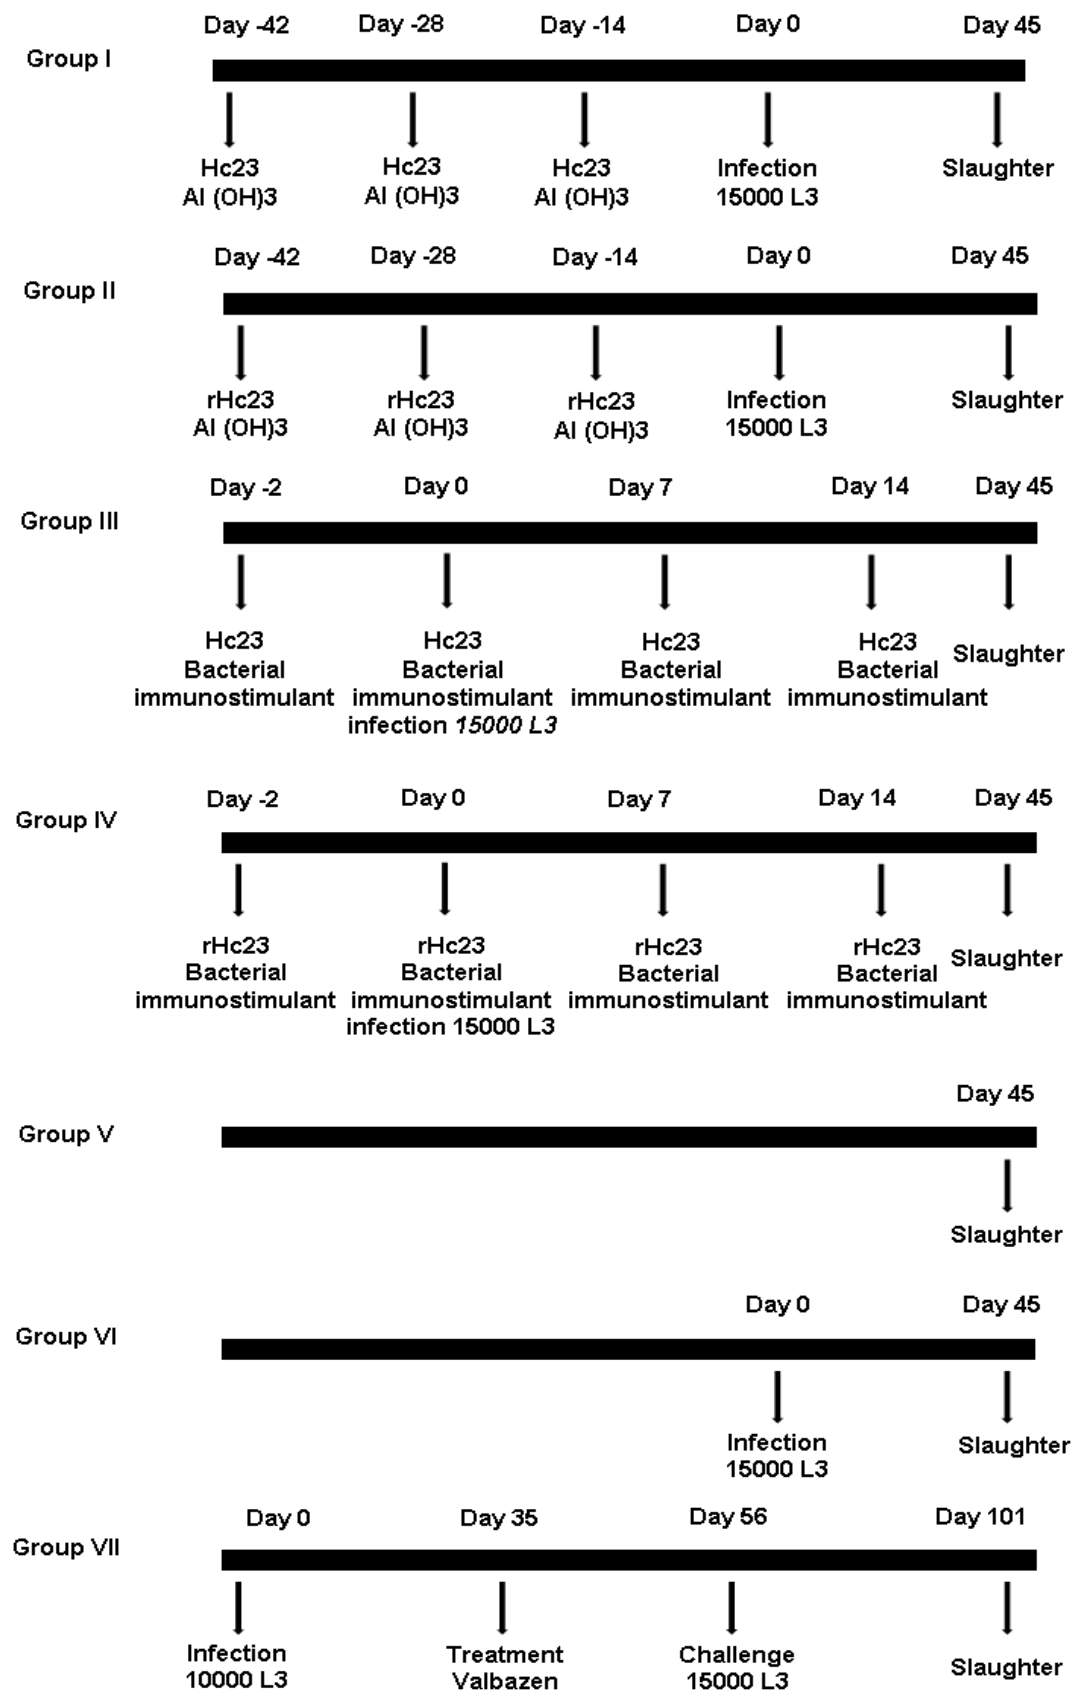 Day -42 Day -28 Day -14 Day 0 Day 45
Group I
Hc23 Hc23 Hc23 Infection Slaughter
Al (OH)3 Al (OH)3 Al (OH)3 15000 L3
Day -42 Day -28 Day -14 Day 0 Day 45
Group II
rHc23 rHc23 rHc23 Infection Slaughter
Al (OH)3 Al (OH)3 Al (OH)3 15000 L3
Day -2 Day 0 Day 7 Day 14 Day 45
Group III
Hc23 Hc23 Hc23 Hc23 Slaughter
Bacterial Bacterial Bacterial Bacterial
immunostimulant immunostimulant immunostimulant immunostimulant
infection 15000 L3
Day -2 Day 0 Day 7 Day 14 Day 45
Group IV
rHc23 rHc23 rHc23 rHc23 Slaughter
Bacterial Bacterial Bacterial Bacterial
immunostimulant immunostimulant immunostimulant immunostimulant
infection 15000 L3
Day 45
Group V
Slaughter
Day 0 Day 45
Group VI
Infection Slaughter
15000 L3
Day 0 Day 35 Day 56 Day 101
Group VII
Infection Treatment Challenge Slaughter
10000 L3 Valbazen 15000 L3